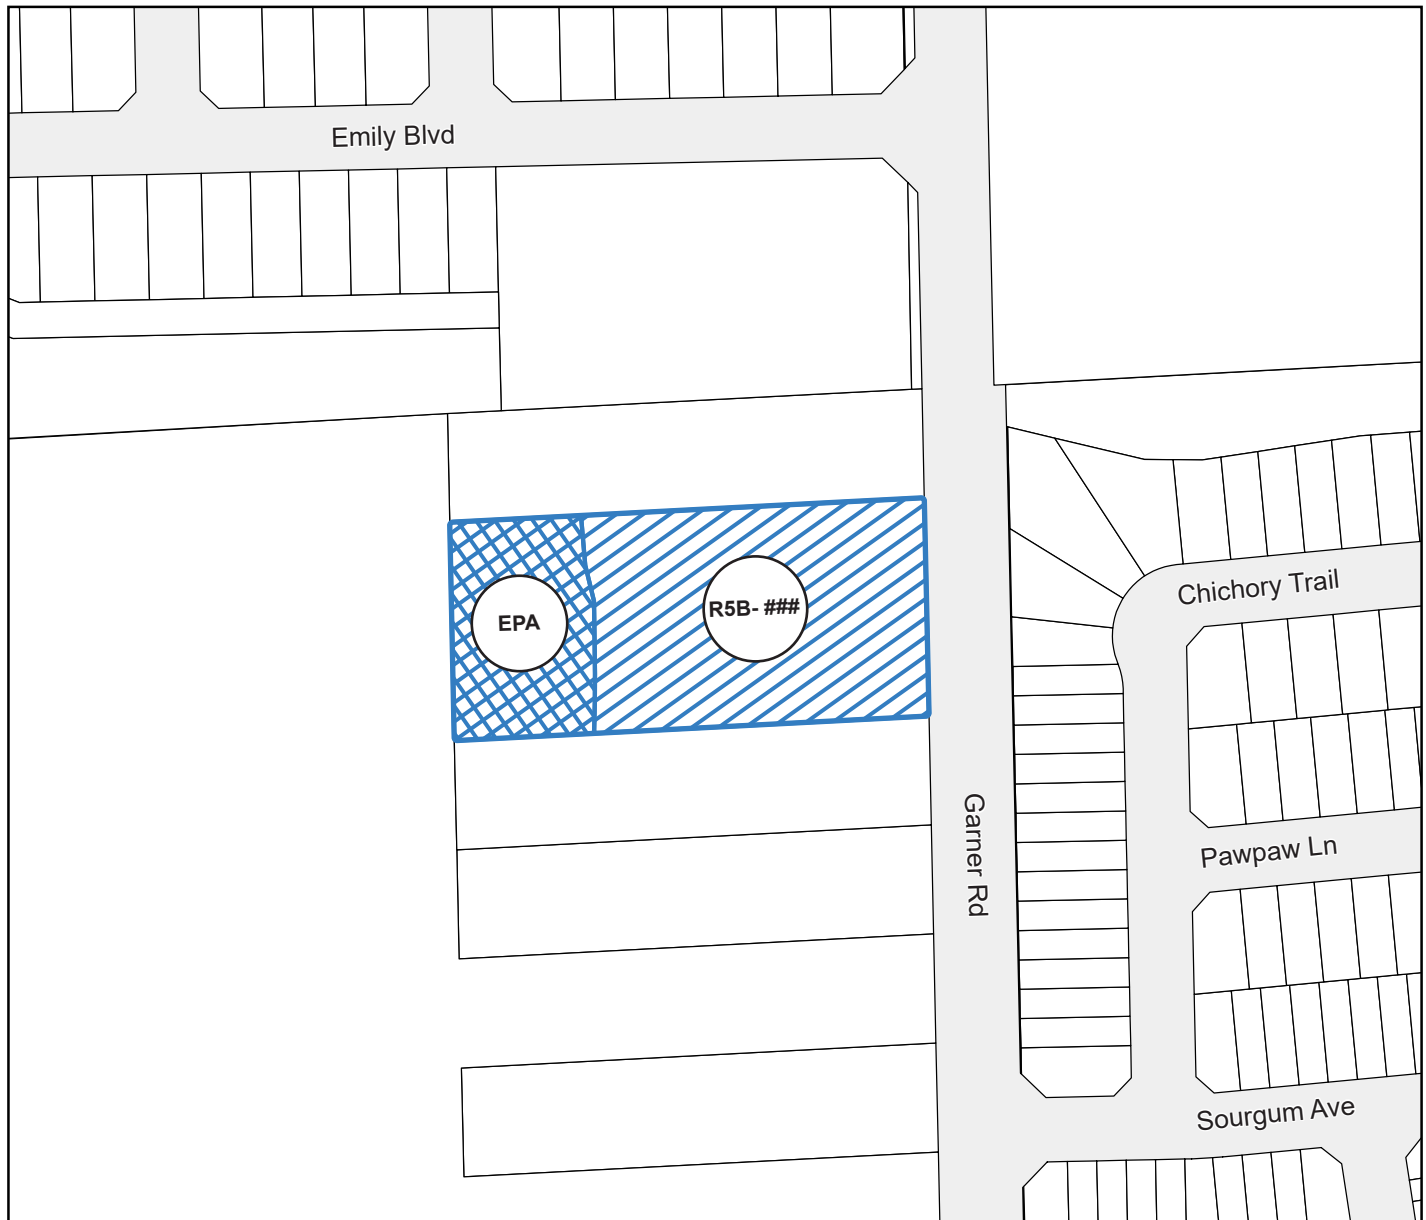 Emily Blvd
Chichory Trail
R5B- ###
EPA
Garner Rd
Pawpaw Ln
Sourgum Ave